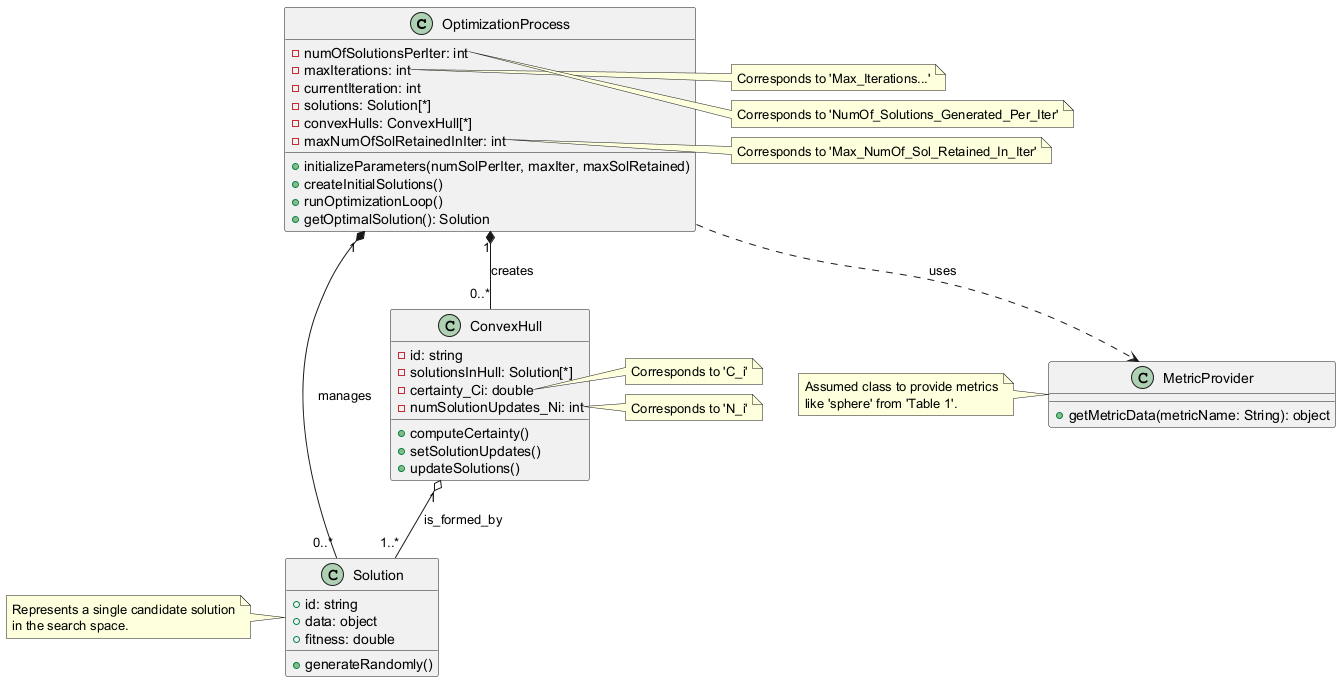 C OptimizationProcess
numOfSolutionsPerIter: int
maxIterations: int
currentIteration: int
solutions: Solution[*]
convexHulls: ConvexHull[*]
maxNumOfSolRetainedInIter: int
initializeParameters(numSolPerIter, maxIter, maxSolRetained)
createInitialSolutions()
runOptimizationLoop()
getOptimalSolution(): Solution
Corresponds to 'Max_Iterations...'
Corresponds to 'NumOf_Solutions_Generated_Per_Iter'
Corresponds to 'Max_NumOf_Sol_Retained_In_Iter'
1
1
creates
0..*
uses
C ConvexHull
id: string
solutionsInHull: Solution[*]
certainty_Ci: double
numSolutionUpdates_Ni: int
computeCertainty()
setSolutionUpdates()
updateSolutions()
Corresponds to 'C_i'
Corresponds to 'N_i'
Assumed class to provide metrics
like 'sphere' from 'Table 1'.
C MetricProvider
getMetricData(metricName: String): object
manages
1
is_formed_by
0..*
1..*
C Solution
id: string
data: object
fitness: double
generateRandomly()
Represents a single candidate solution
in the search space.